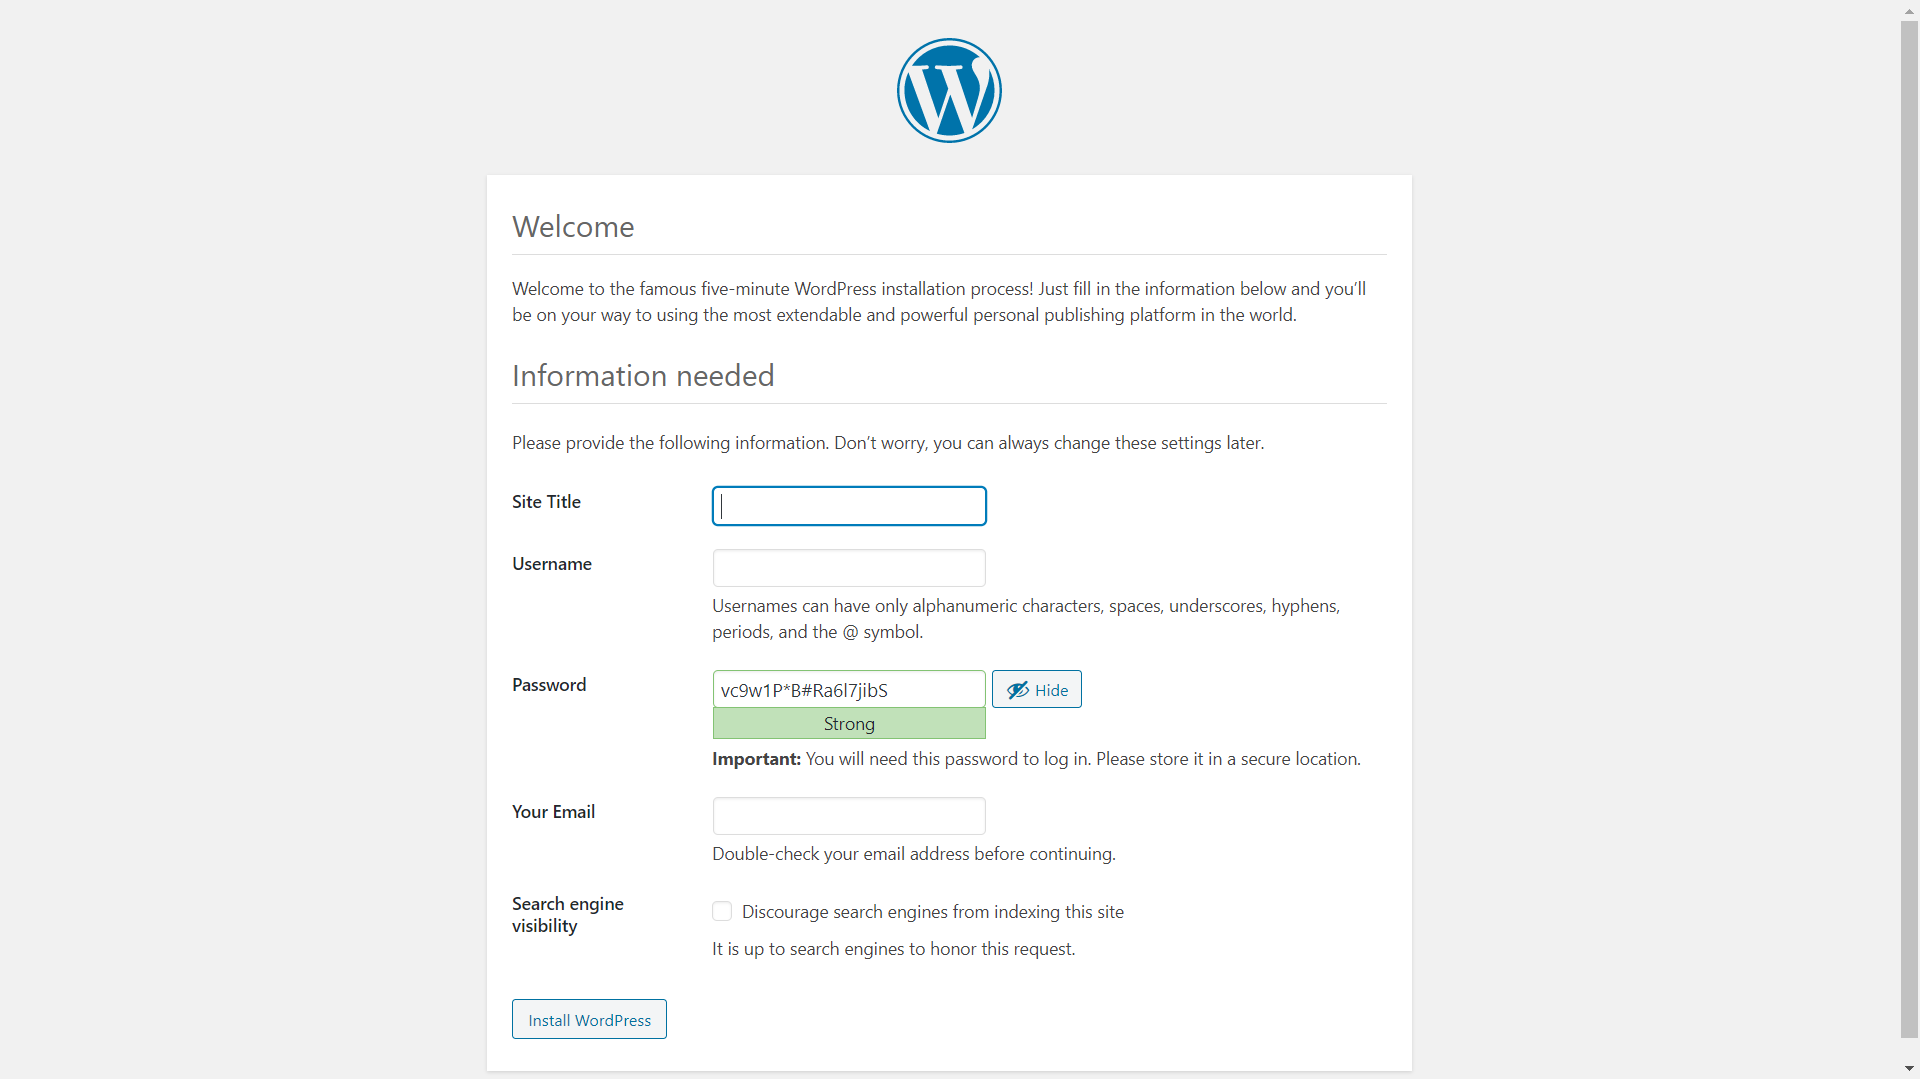 Welcome
Welcome to the famous five-minute WordPress installation process! Just fill in the information below and you’ll
be on your way to using the most extendable and powerful personal publishing platform in the world.
Information needed
Please provide the following information. Don’t worry, you can always change these settings later.
Site Title
Username
Usernames can have only alphanumeric characters, spaces, underscores, hyphens,
periods, and the @ symbol.
Password
vc9w1P*B#Ra6l7jibS
Hide
Strong
Important: You will need this password to log in. Please store it in a secure location.
Your Email
Double-check your email address before continuing.
Search engine
visibility
Discourage search engines from indexing this site
It is up to search engines to honor this request.
Install WordPress